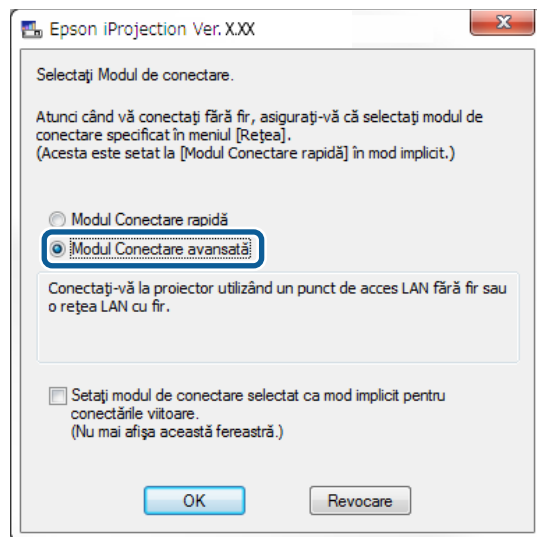 Epson iProjection Ver. X.XX
Selectaţi Modul de conectare.
Atunci când vă conectaţi fără fir, asiguraţi-vă că selectaţi modul de
conectare specificat în meniul [Reţea].
(Acesta este setat la [Modul Conectare rapidă] în mod implicit.)
Modul Conectare rapidă
Modul Conectare avansată
Conectaţi-vă la proiector utilizând un punct de acces LAN fără fir sau
o reţea LAN cu fir.
Setaţi modul de conectare selectat ca mod implicit pentru
conectările viitoare.
(Nu mai afişa această fereastră.)
OK
Revocare